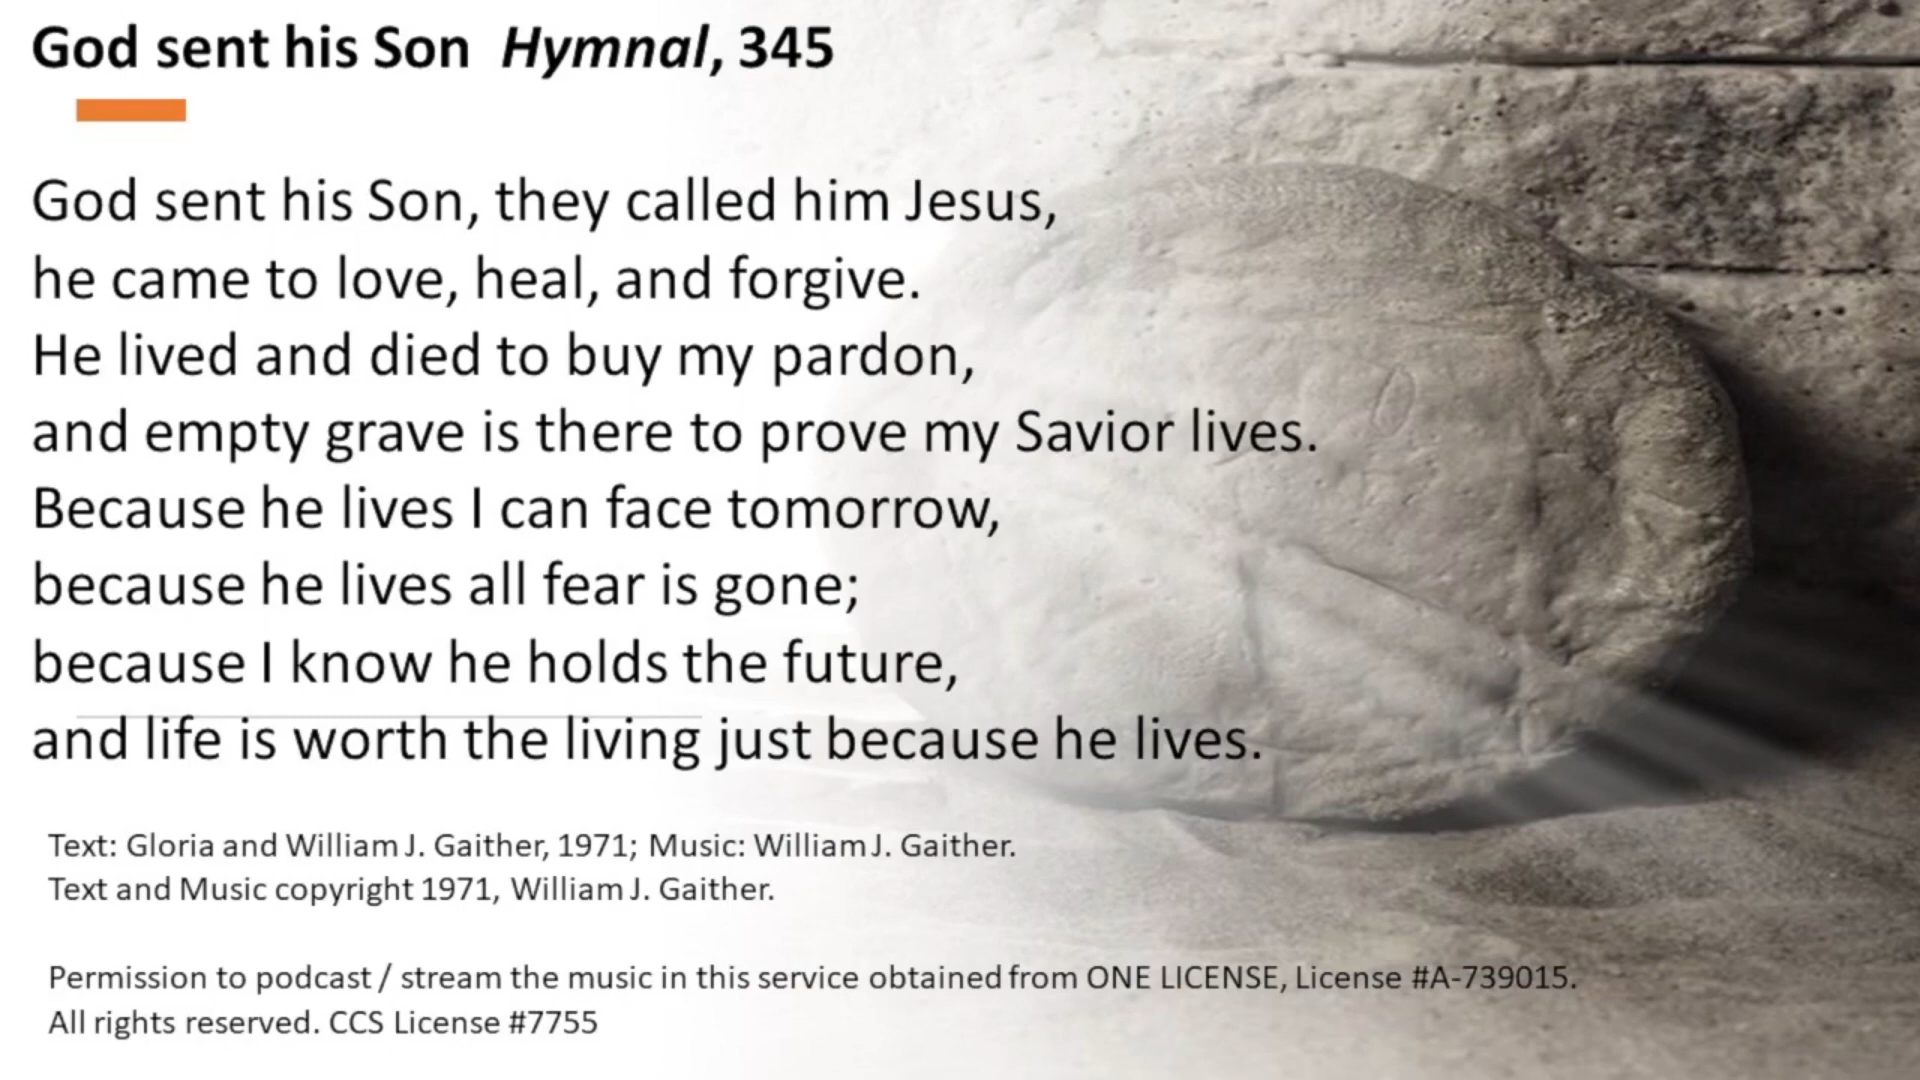 God sent his Son Hymnal, 345
God sent his Son, they called him Jesus,
he came to love, heal, and forgive.
He lived and died to buy my pardon,
and empty grave is there to prove my Savior lives.
Because he lives I can face tomorrow,
because he lives all fear is gone;
because I know he holds the future,
and life is worth the living just because he lives.
Text: Gloria and William J. Gaither, 1971; Music: William J. Gaither.
Text and Music copyright 1971, William J. Gaither.
Permission to podcast / stream the music in this service obtained from ONE LICENSE, License #A-739015.
All rights reserved. CCS License #7755